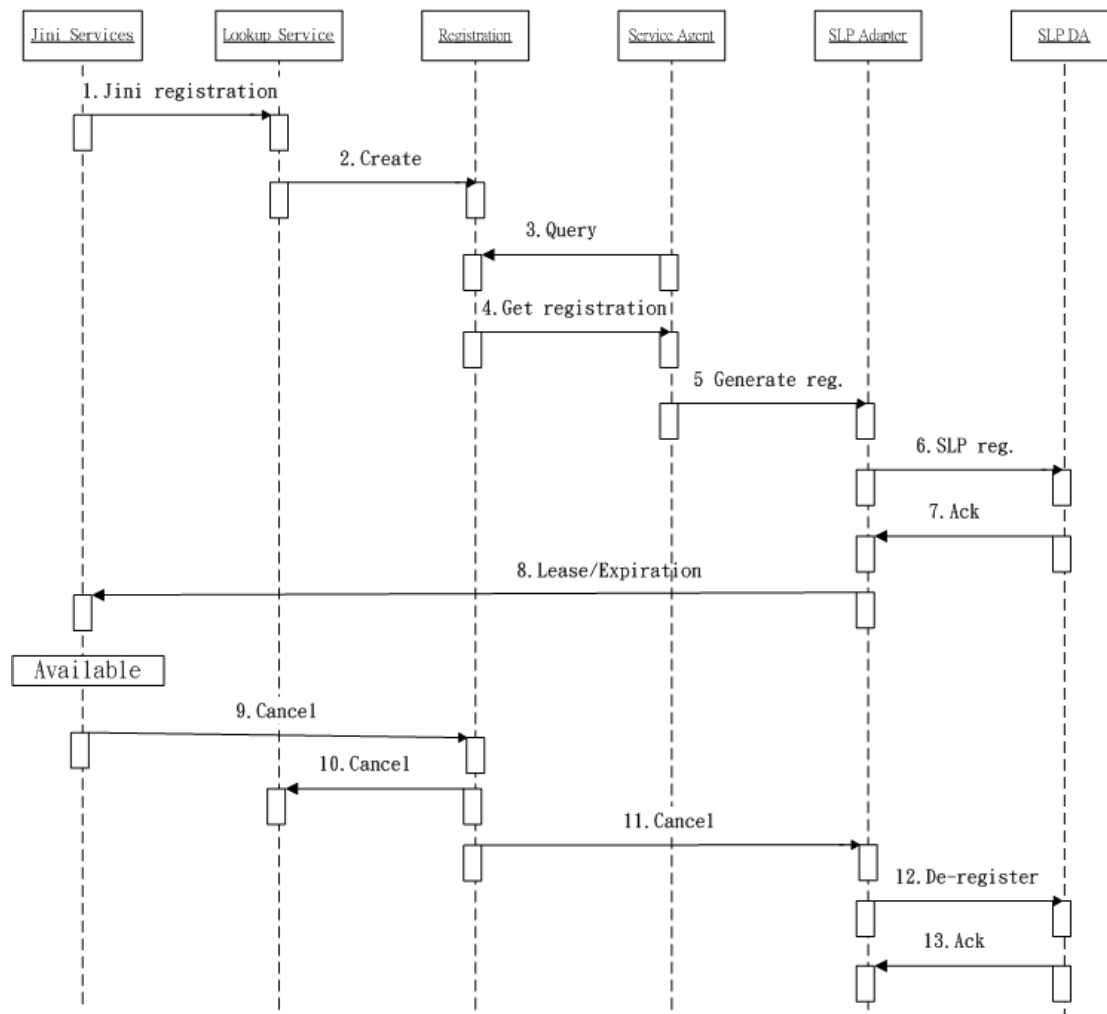 Jini Services
Lookup Service
Registration
Service Agent
SLP Adapter
SLP DA
1.Jini registration
2.Create
3.Query
4.Get registration
5 Generate reg.
6.SLP reg.
7.Ack
8.Lease/Expiration
Available
9.Cancel
10.Cancel
11.Cancel
12.De-register
13.Ack